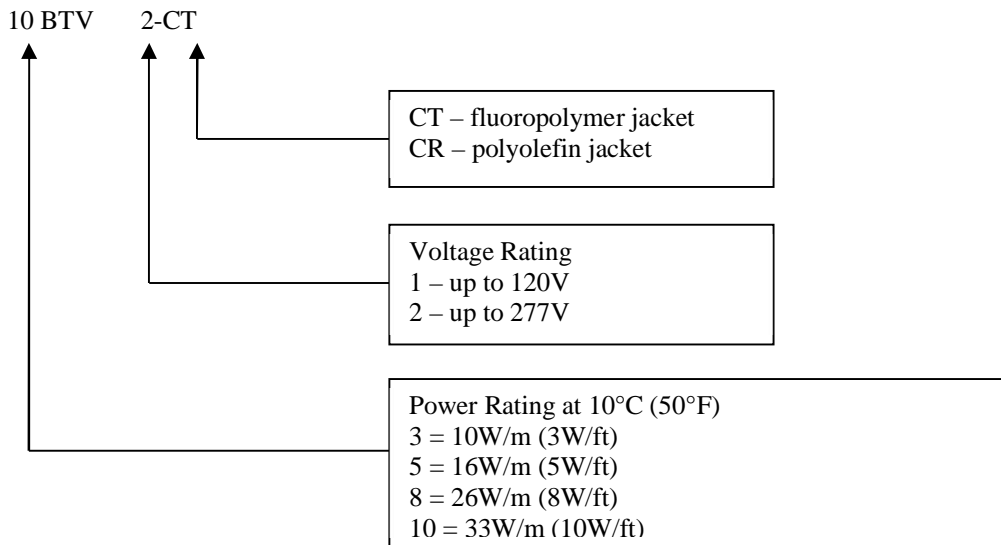 10 BTV 2-CT
CT – fluoropolymer jacket
CR – polyolefin jacket
Voltage Rating
1 – up to 120V
2 – up to 277V
Power Rating at 10°C (50°F)
3 = 10W/m (3W/ft)
5 = 16W/m (5W/ft)
8 = 26W/m (8W/ft)
10 = 33W/m (10W/ft)